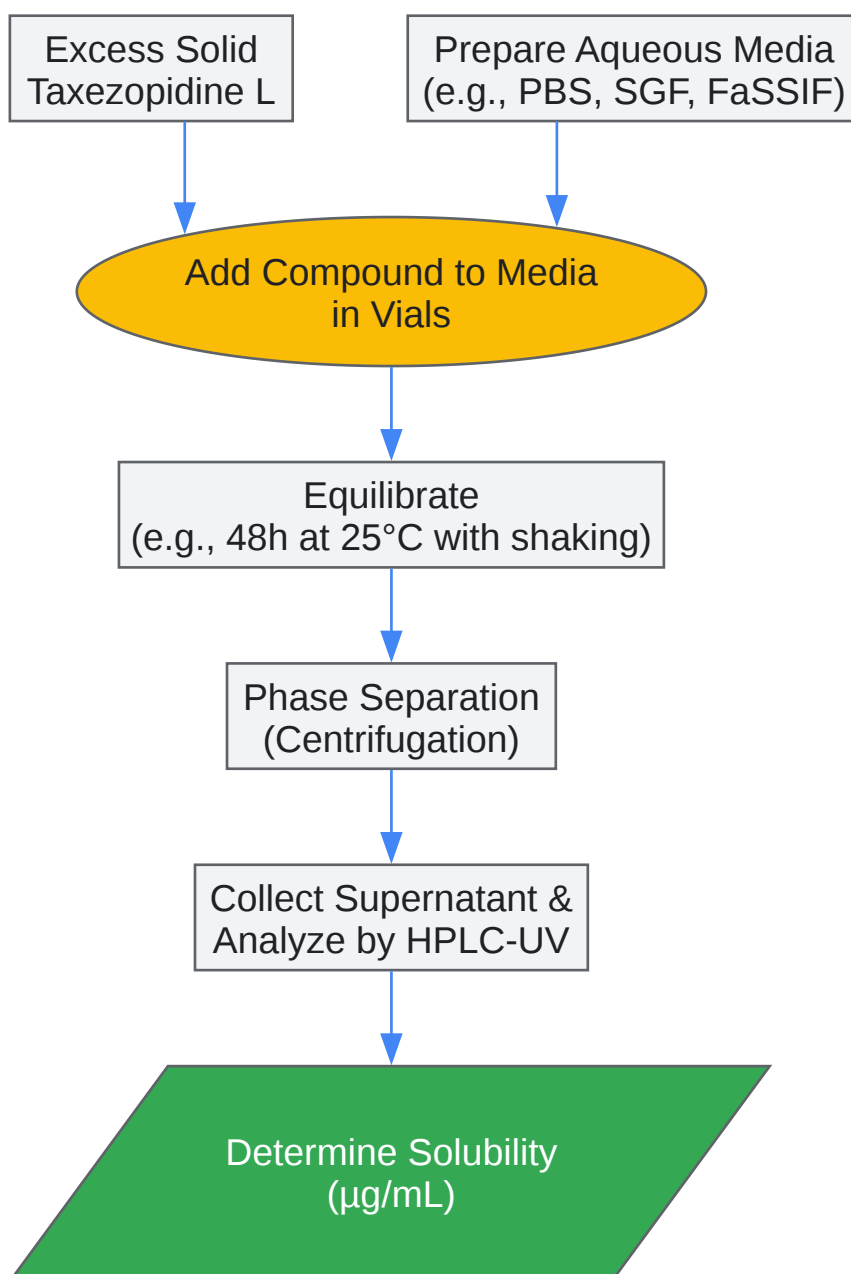 Excess Solid
Taxezopidine L
Prepare Aqueous Media
(e.g., PBS, SGF, FaSSIF)
Add Compound to Media
in Vials
Equilibrate
(e.g., 48h at 25°C with shaking)
Phase Separation
(Centrifugation)
Collect Supernatant &
Analyze by HPLC-UV
Determine Solubility
(µg/mL)